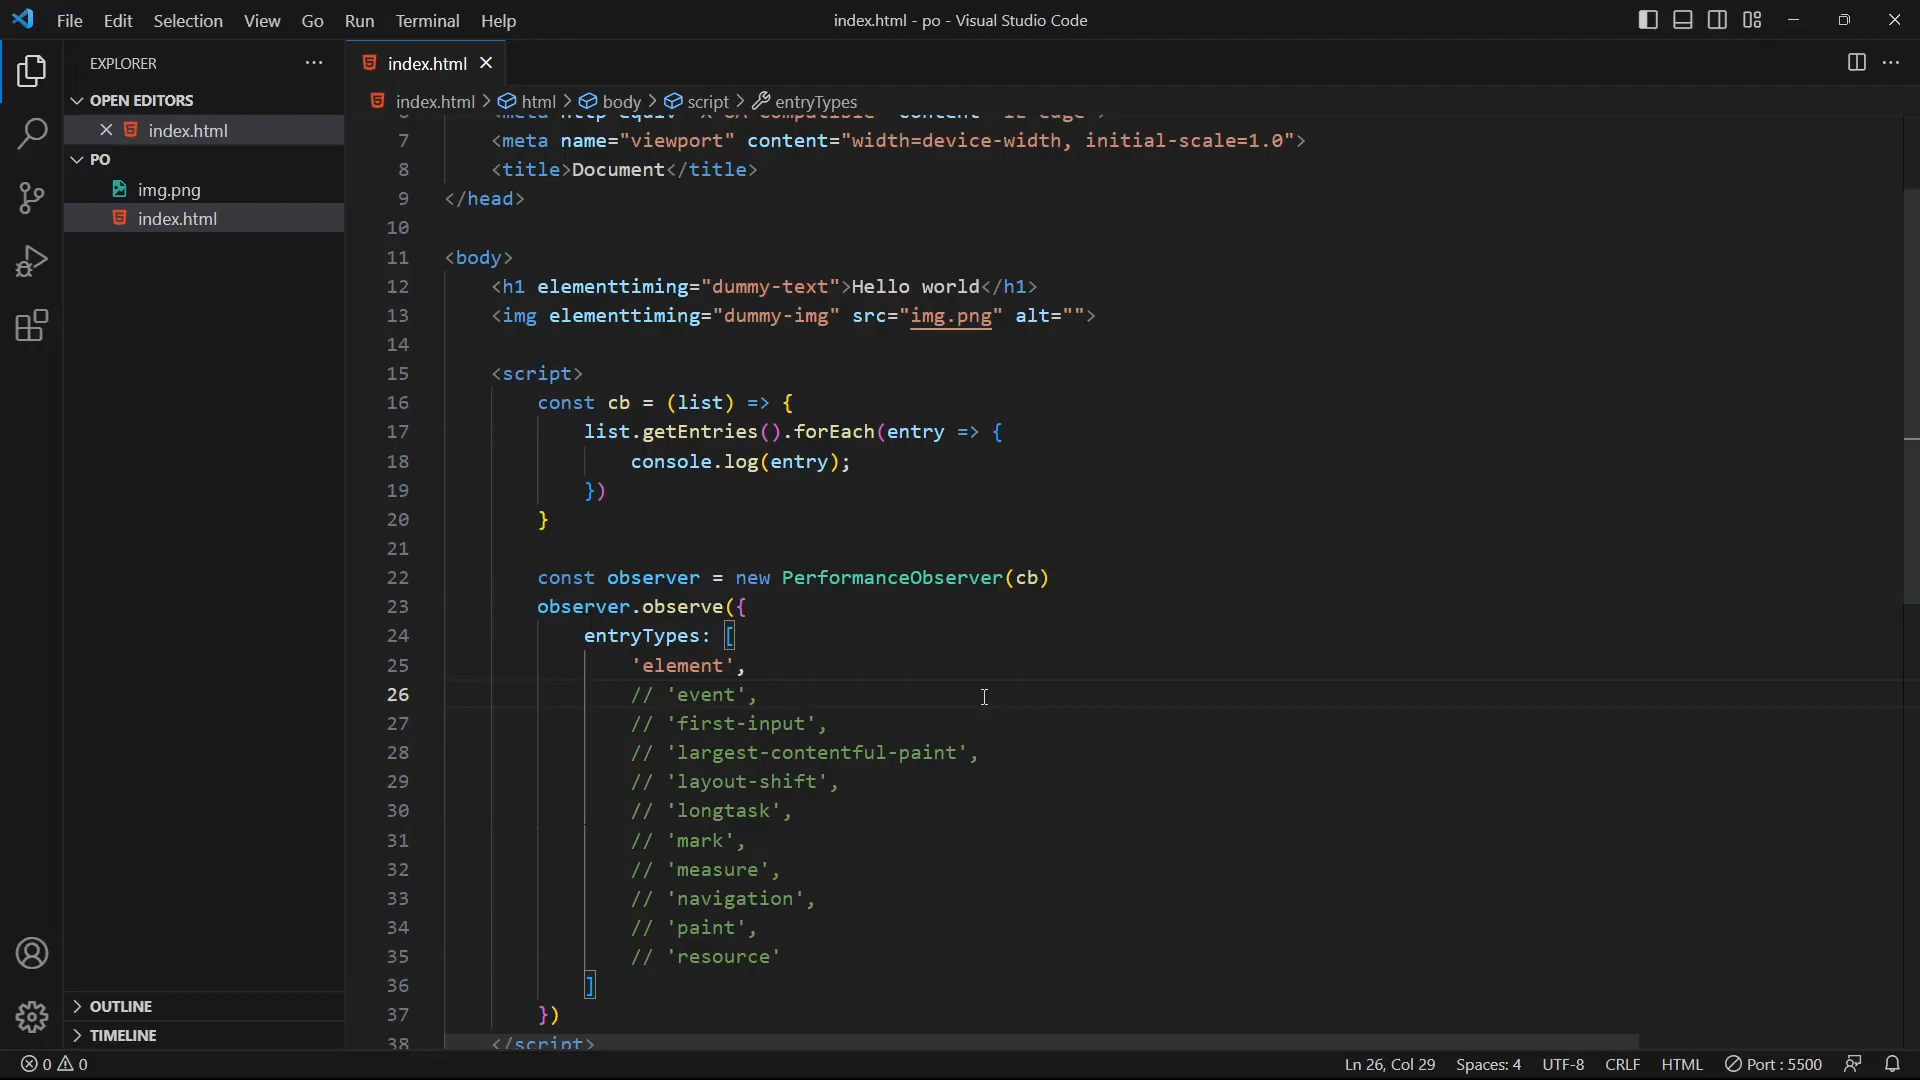 File Edit Selection View Go Run Terminal Help
index.html - po - Visual Studio Code
EXPLORER
OPEN EDITORS
index.html
PO
img.png
index.html
OUTLINE
TIMELINE
index.html
index.html > html > body > script > entryTypes
7 <meta name="viewport" content="width=device-width, initial-scale=1.0">
8 <title>Document</title>
9 </head>
10
11 <body>
12 <h1 elementtiming="dummy-text">Hello world</h1>
13 <img elementtiming="dummy-img" src="img.png" alt="">
14
15 <script>
16 const cb = (list) => {
17 list.getEntries().forEach(entry => {
18 console.log(entry);
19 })
20 }
21
22 const observer = new PerformanceObserver(cb)
23 observer.observe({
24 entryTypes: [
25 'element',
26 // 'event',
27 // 'first-input',
28 // 'largest-contentful-paint',
29 // 'layout-shift',
30 // 'longtask',
31 // 'mark',
32 // 'measure',
33 // 'navigation',
34 // 'paint',
35 // 'resource'
36 ]
37 })
38 </script>
0 0
Ln 26, Col 29 Spaces: 4 UTF-8 CRLF HTML Port : 5500